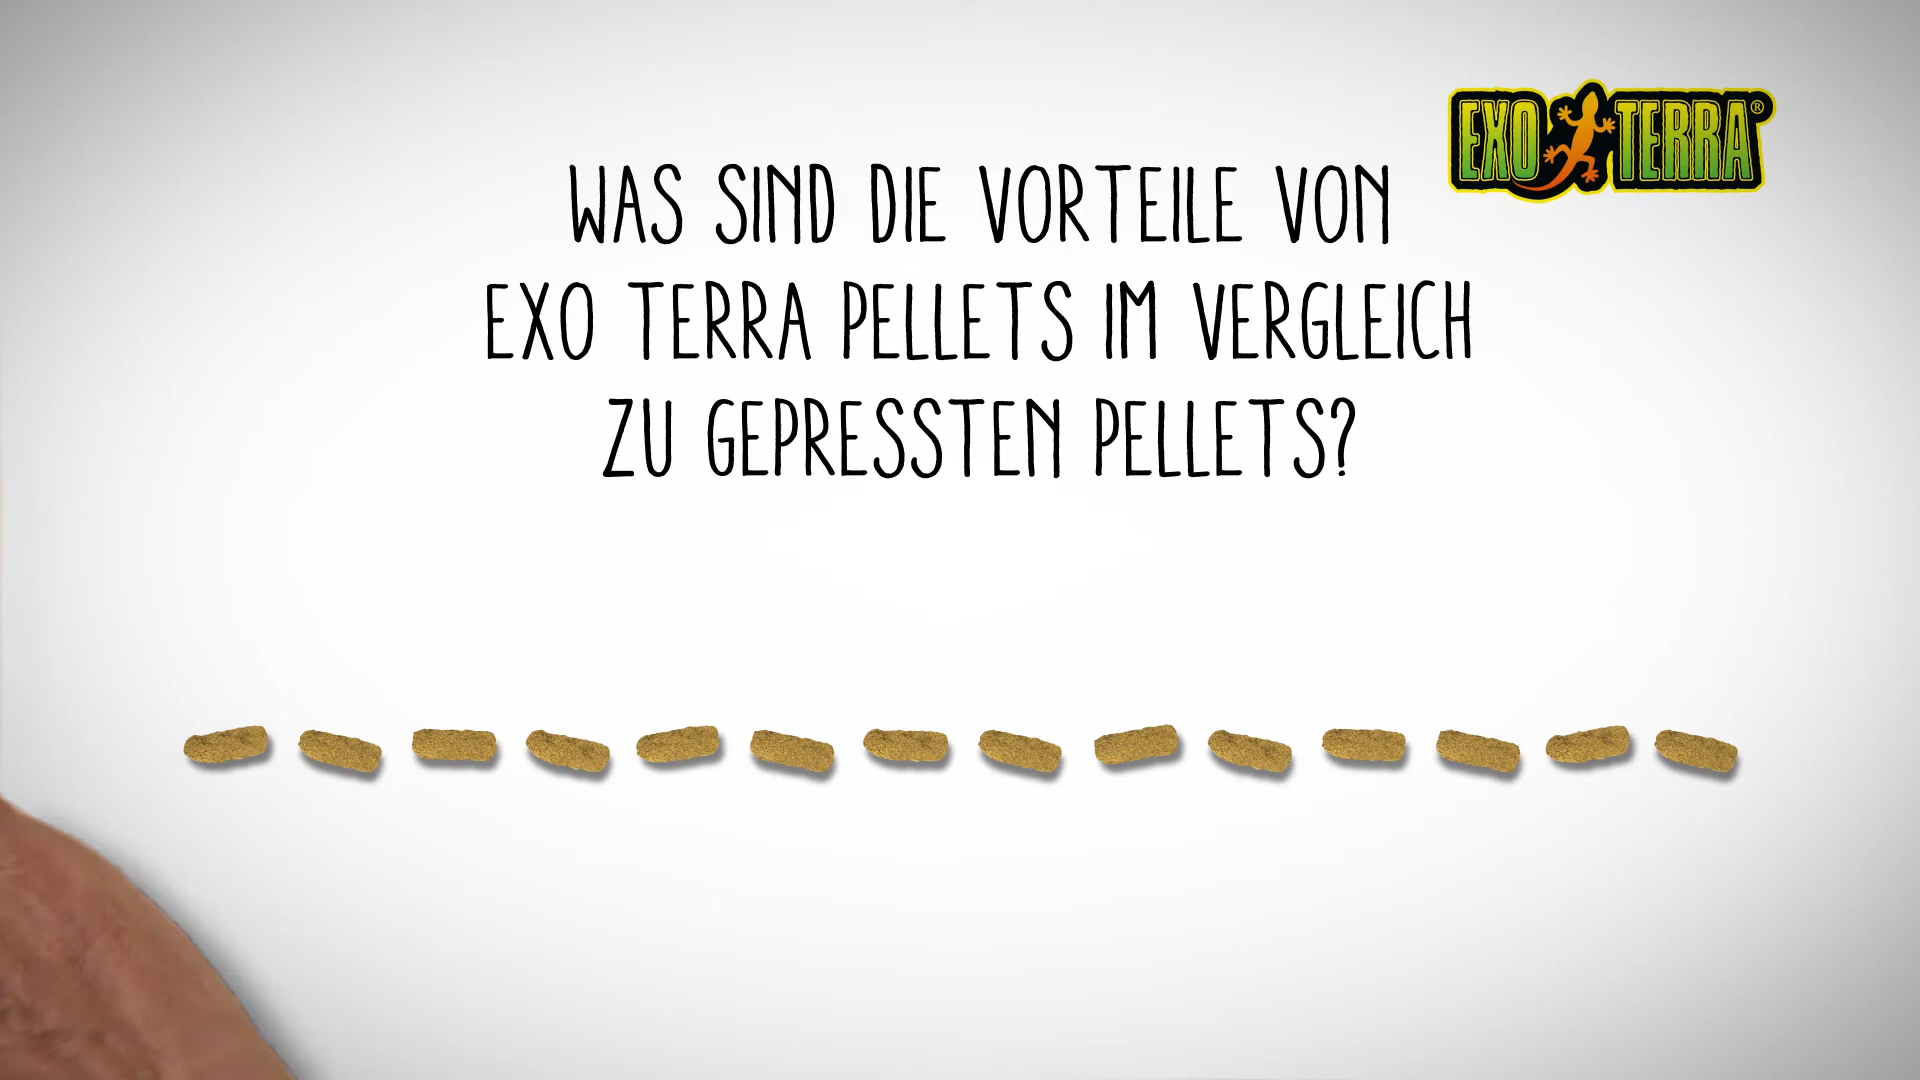 EXO TERRA®
WAS SIND DIE VORTEILE VON
EXO TERRA PELLETS IM VERGLEICH
ZU GEPRESSTEN PELLETS?